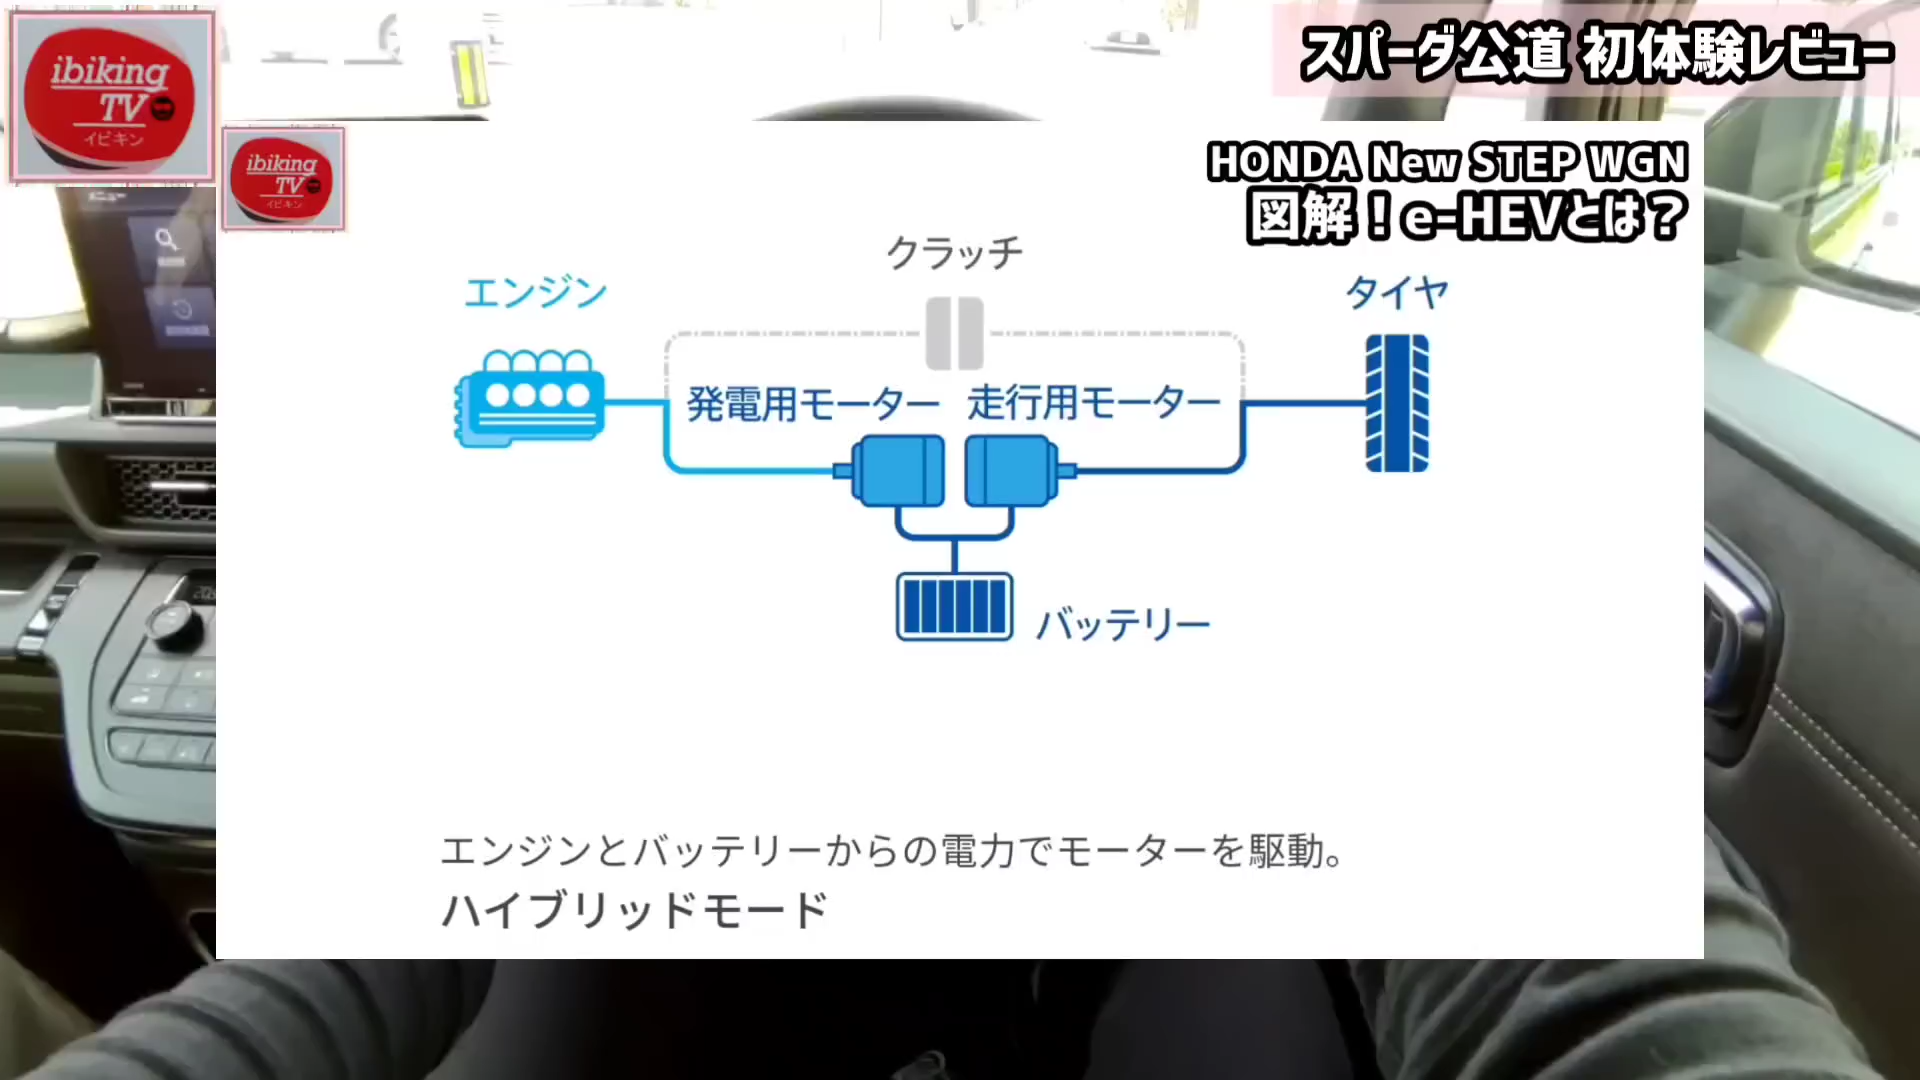 ibiking
TV
イビキン
スパーダ公道 初体験レビュー
ibiking
TV
イビキン
HONDA New STEP WGN
図解！e-HEVとは？
クラッチ
エンジン
タイヤ
発電用モーター
走行用モーター
バッテリー
エンジンとバッテリーからの電力でモーターを駆動。
ハイブリッドモード